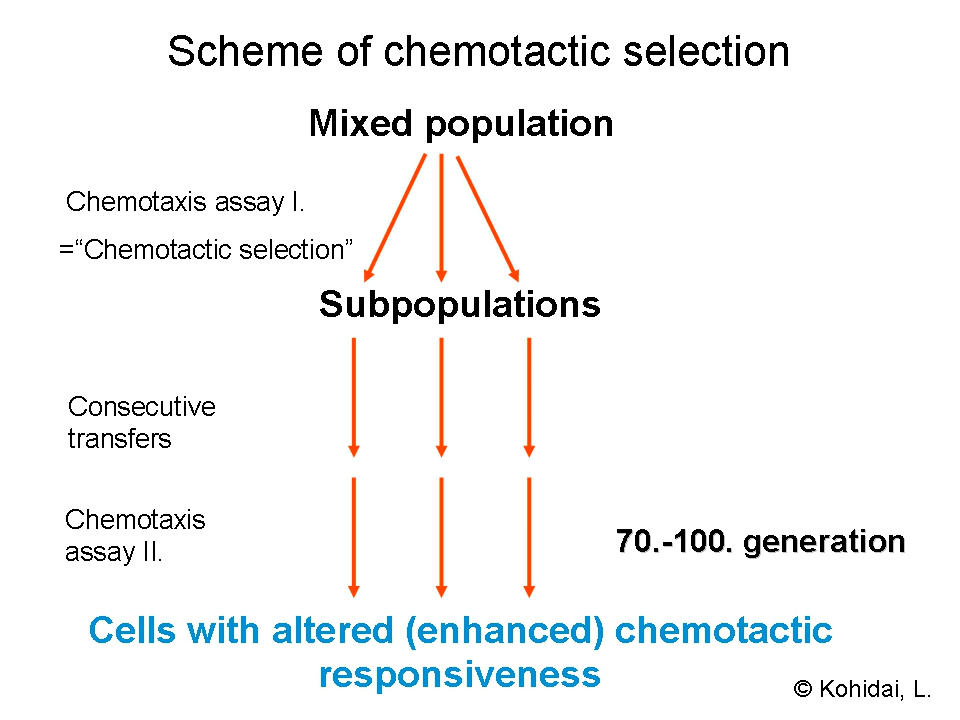 Scheme of chemotactic selection
Mixed population
Chemotaxis assay I.
=“Chemotactic selection”
Subpopulations
Consecutive
transfers
Chemotaxis
assay II.
70.-100. generation
Cells with altered (enhanced) chemotactic
responsiveness
© Kohidai, L.